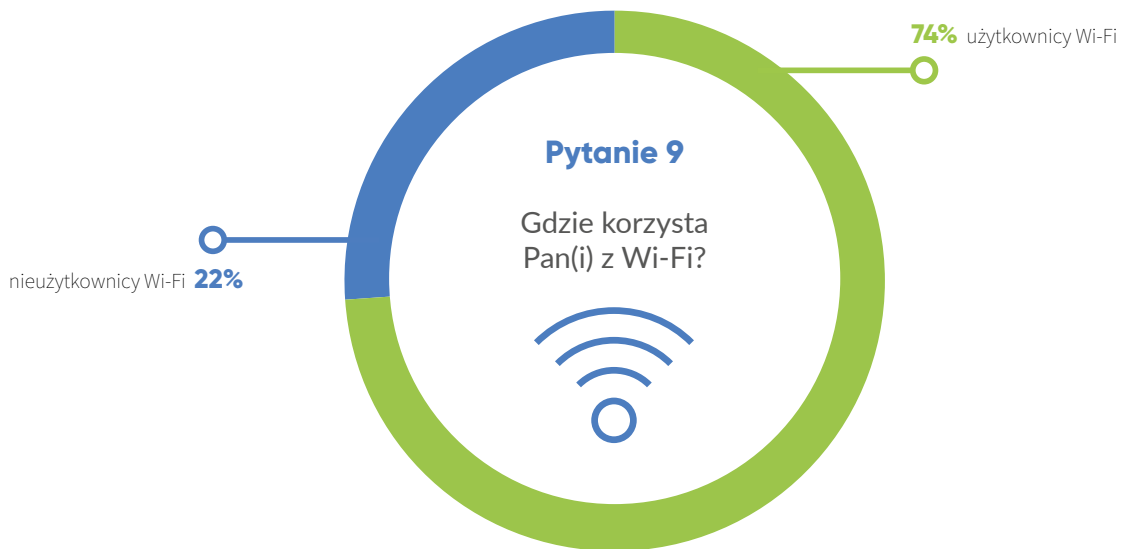 74% użytkownicy Wi-Fi
Pytanie 9
Gdzie korzysta
Pan(i) z Wi-Fi?
nieużytkownicy Wi-Fi 22%